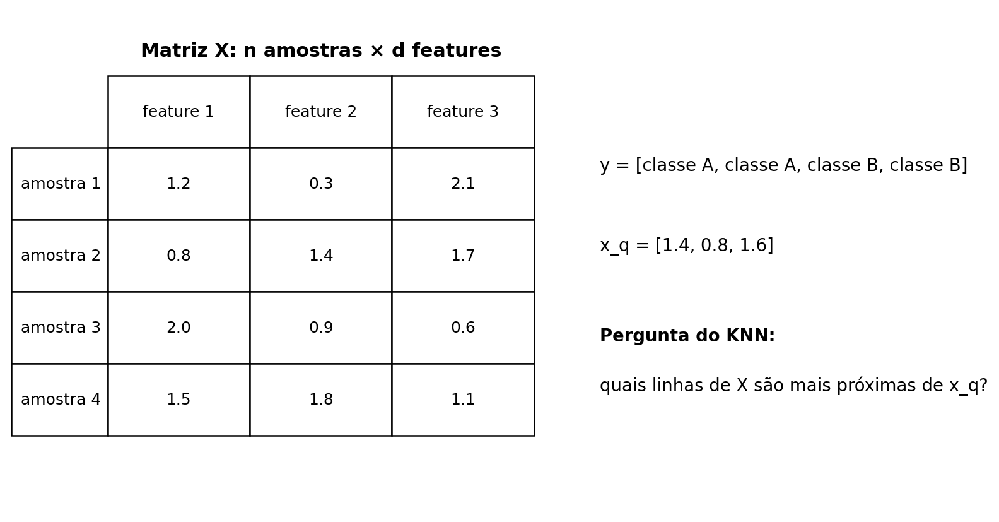 Matriz X: n amostras × d features
feature 1 feature 2 feature 3
amostra 1 1.2 0.3 2.1
amostra 2 0.8 1.4 1.7
amostra 3 2.0 0.9 0.6
amostra 4 1.5 1.8 1.1
y = [classe A, classe A, classe B, classe B]
x_q = [1.4, 0.8, 1.6]
Pergunta do KNN:
quais linhas de X são mais próximas de x_q?